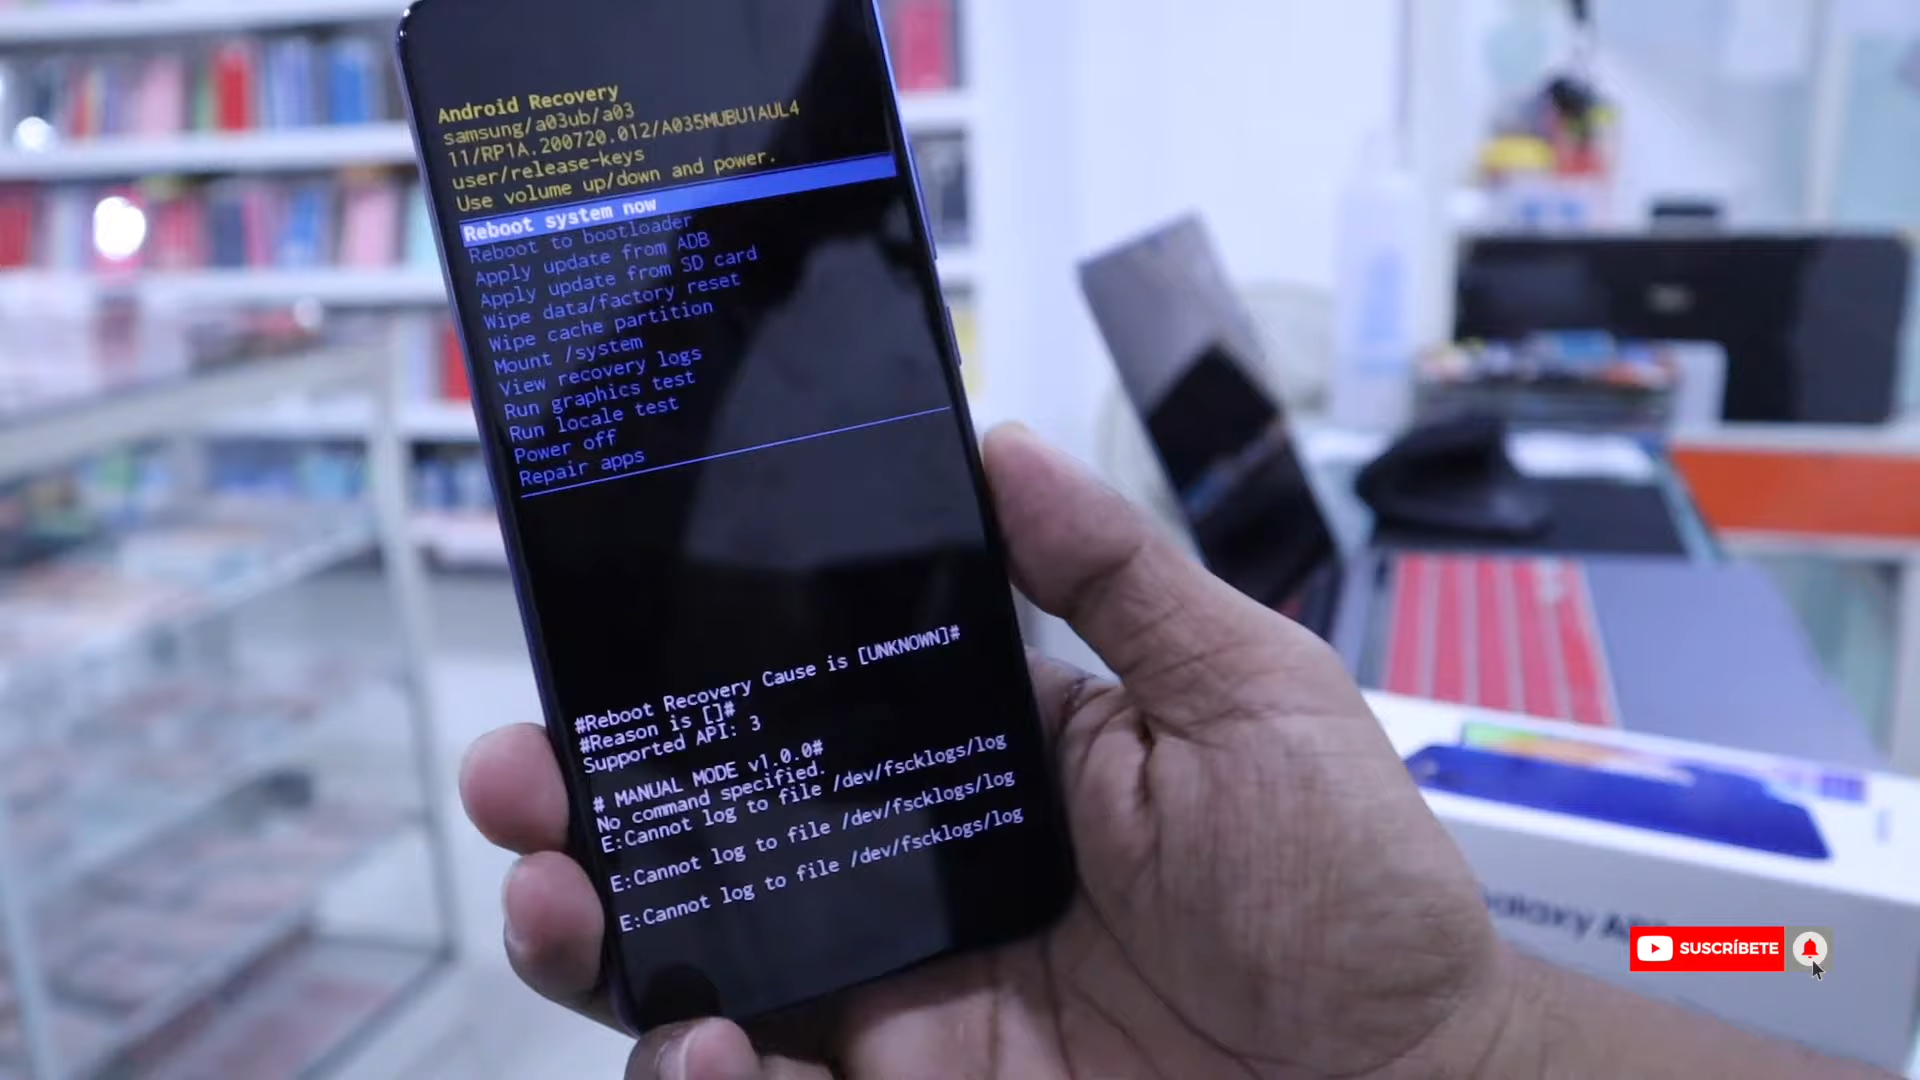 Android Recovery
samsung/a03ub/a03
11/RP1A.200720.012/A035MUBU1AUL4
user/release-keys
Use volume up/down and power.
Reboot system now
Reboot to bootloader
Apply update from ADB
Apply update from SD card
Wipe data/factory reset
Wipe cache partition
Mount /system
View recovery logs
Run graphics test
Run locale test
Power off
Repair apps
#Reboot Recovery Cause is [UNKNOWN]#
#Reason is []#
Supported API: 3
# MANUAL MODE v1.0.0#
No command specified.
E:Cannot log to file /dev/fscklogs/log
E:Cannot log to file /dev/fscklogs/log
E:Cannot log to file /dev/fscklogs/log
SUSCRÍBETE